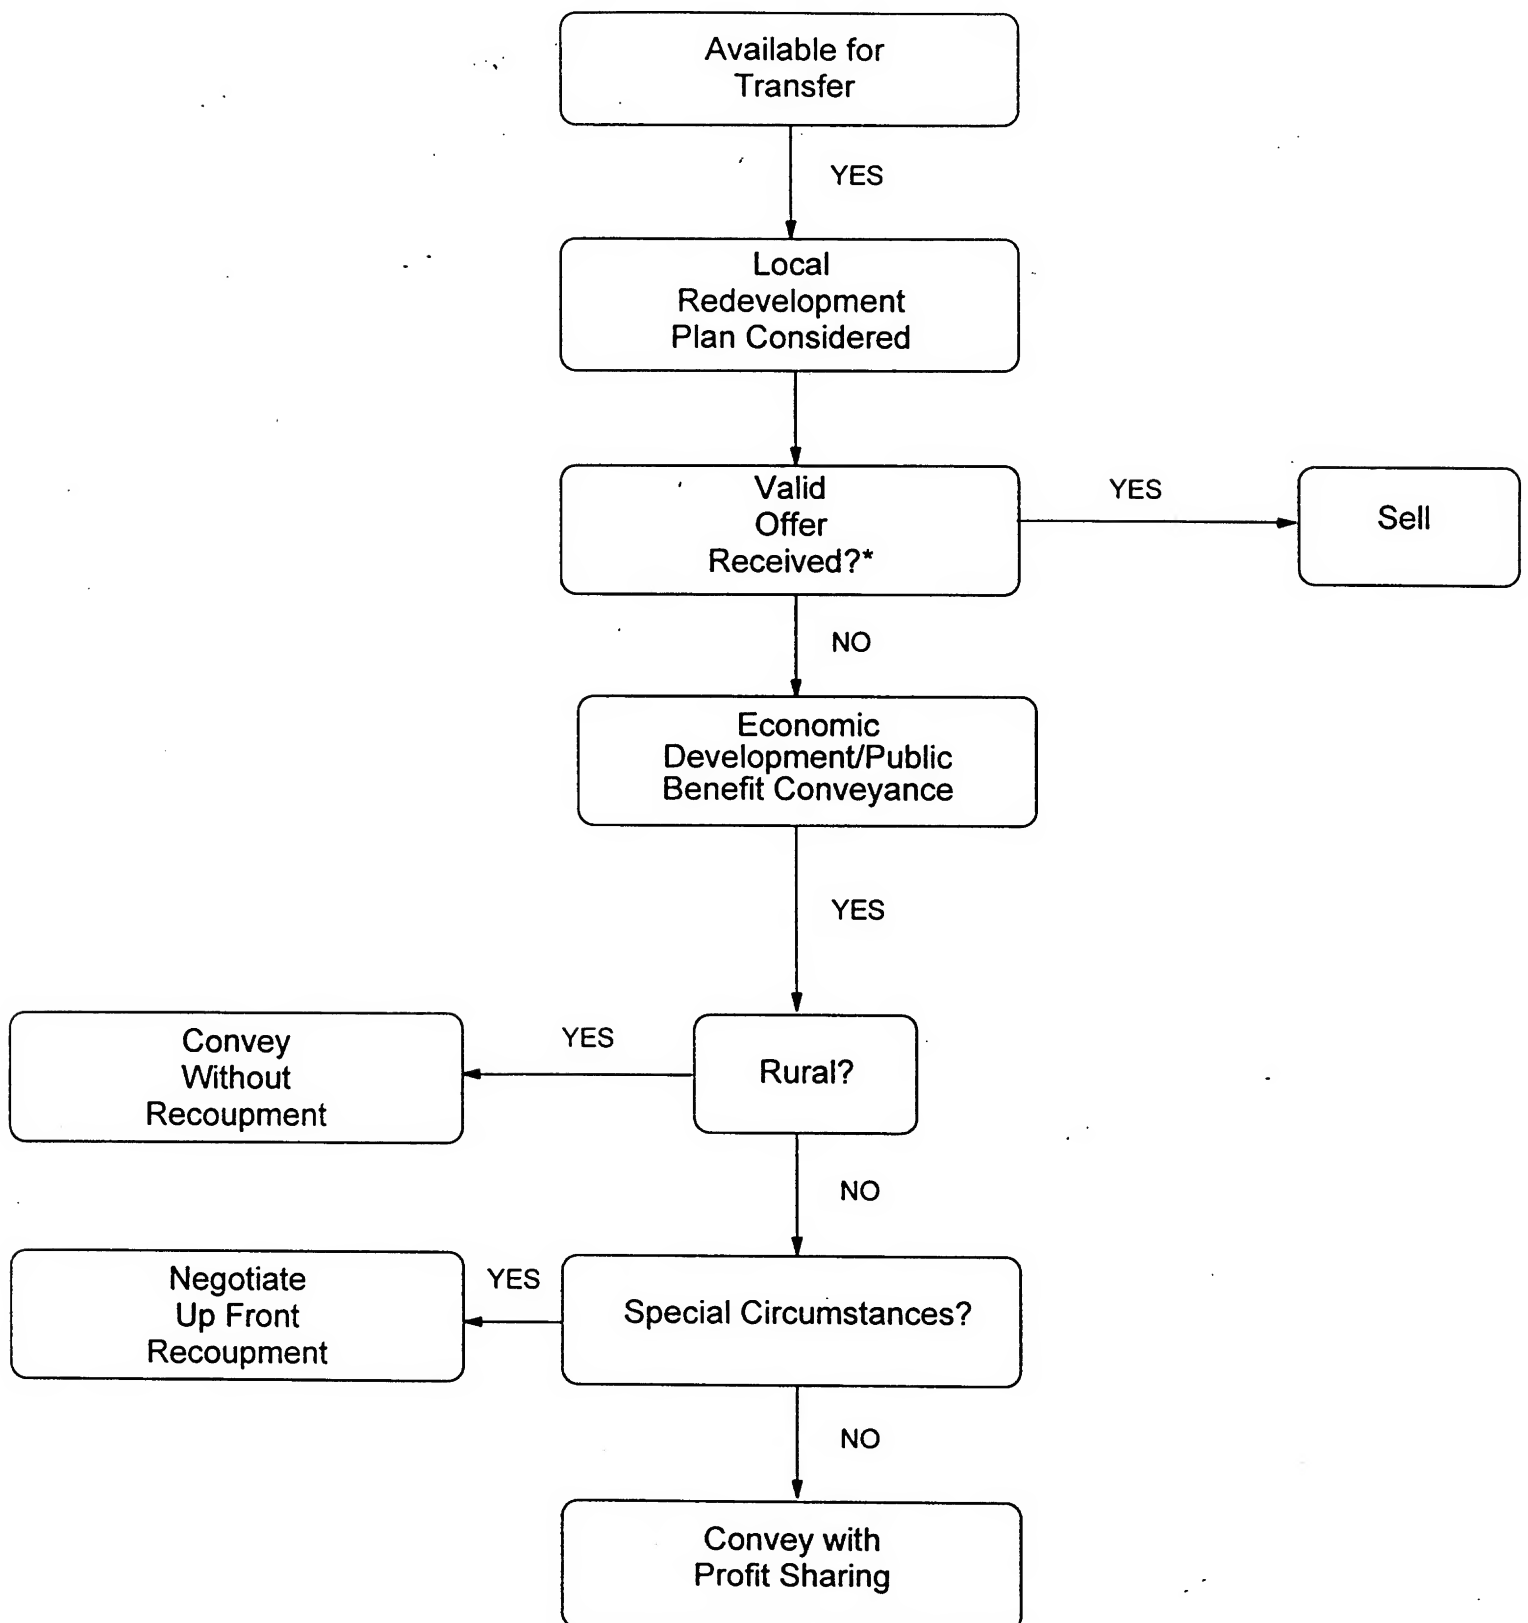 Available for
Transfer
YES
Local
Redevelopment
Plan Considered
Valid
Offer
Received?*
YES
Sell
NO
Economic
Development/Public
Benefit Conveyance
YES
Convey
Without
Recoupment
YES
Rural?
NO
Negotiate
Up Front
Recoupment
YES
Special Circumstances?
NO
Convey with
Profit Sharing